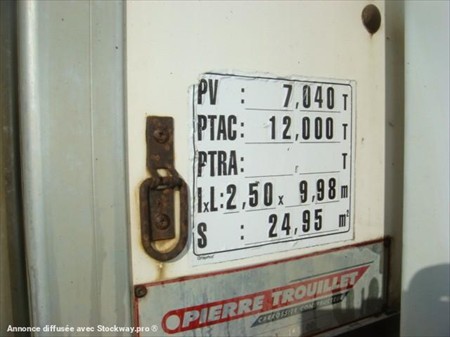 PV : 7,040 T
PTAC : 12,000 T
PTRA : , T
IxL: 2,50 x 9,98 m
S : 24,95 m²
PIERRE TROUILLET
Annonce diffusée avec Stockway.pro ®